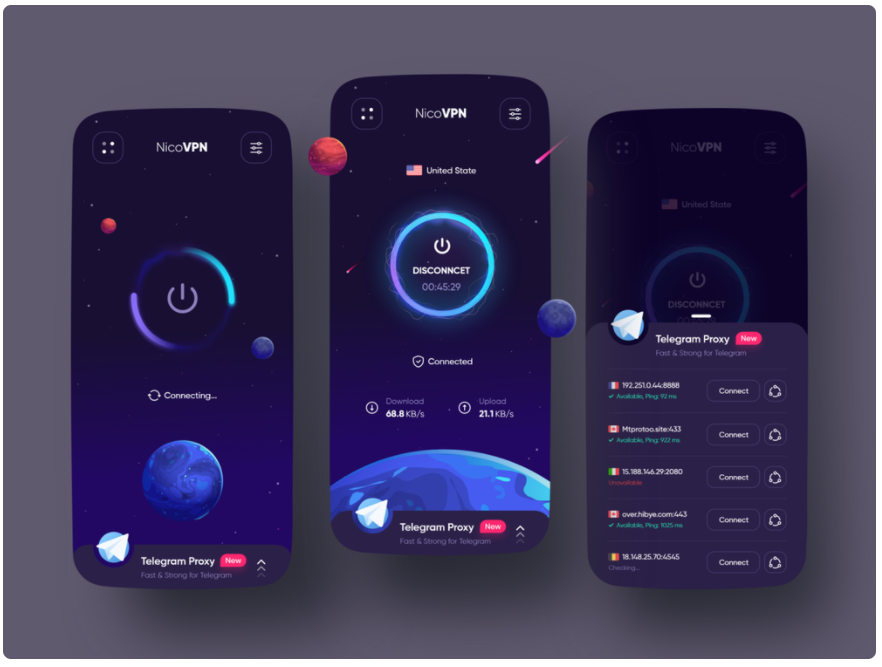 NicoVPN
Connecting...
Telegram Proxy New
Fast & Strong for Telegram
NicoVPN
United State
DISCONNCET
00:45:29
Connected
Download
68.8 KB/s
Upload
21.1 KB/s
Telegram Proxy New
Fast & Strong for Telegram
NicoVPN
United State
DISCONNCET
Telegram Proxy New
Fast & Strong for Telegram
192.251.0.44:8888
Available, Ping: 92 ms
Connect
Mtprotoo.site:433
Available, Ping: 922 ms
Connect
15.188.146.29:2080
Unavailable
Connect
over.hibye.com:443
Available, Ping: 1025 ms
Connect
18.148.25.70:4545
Checking...
Connect